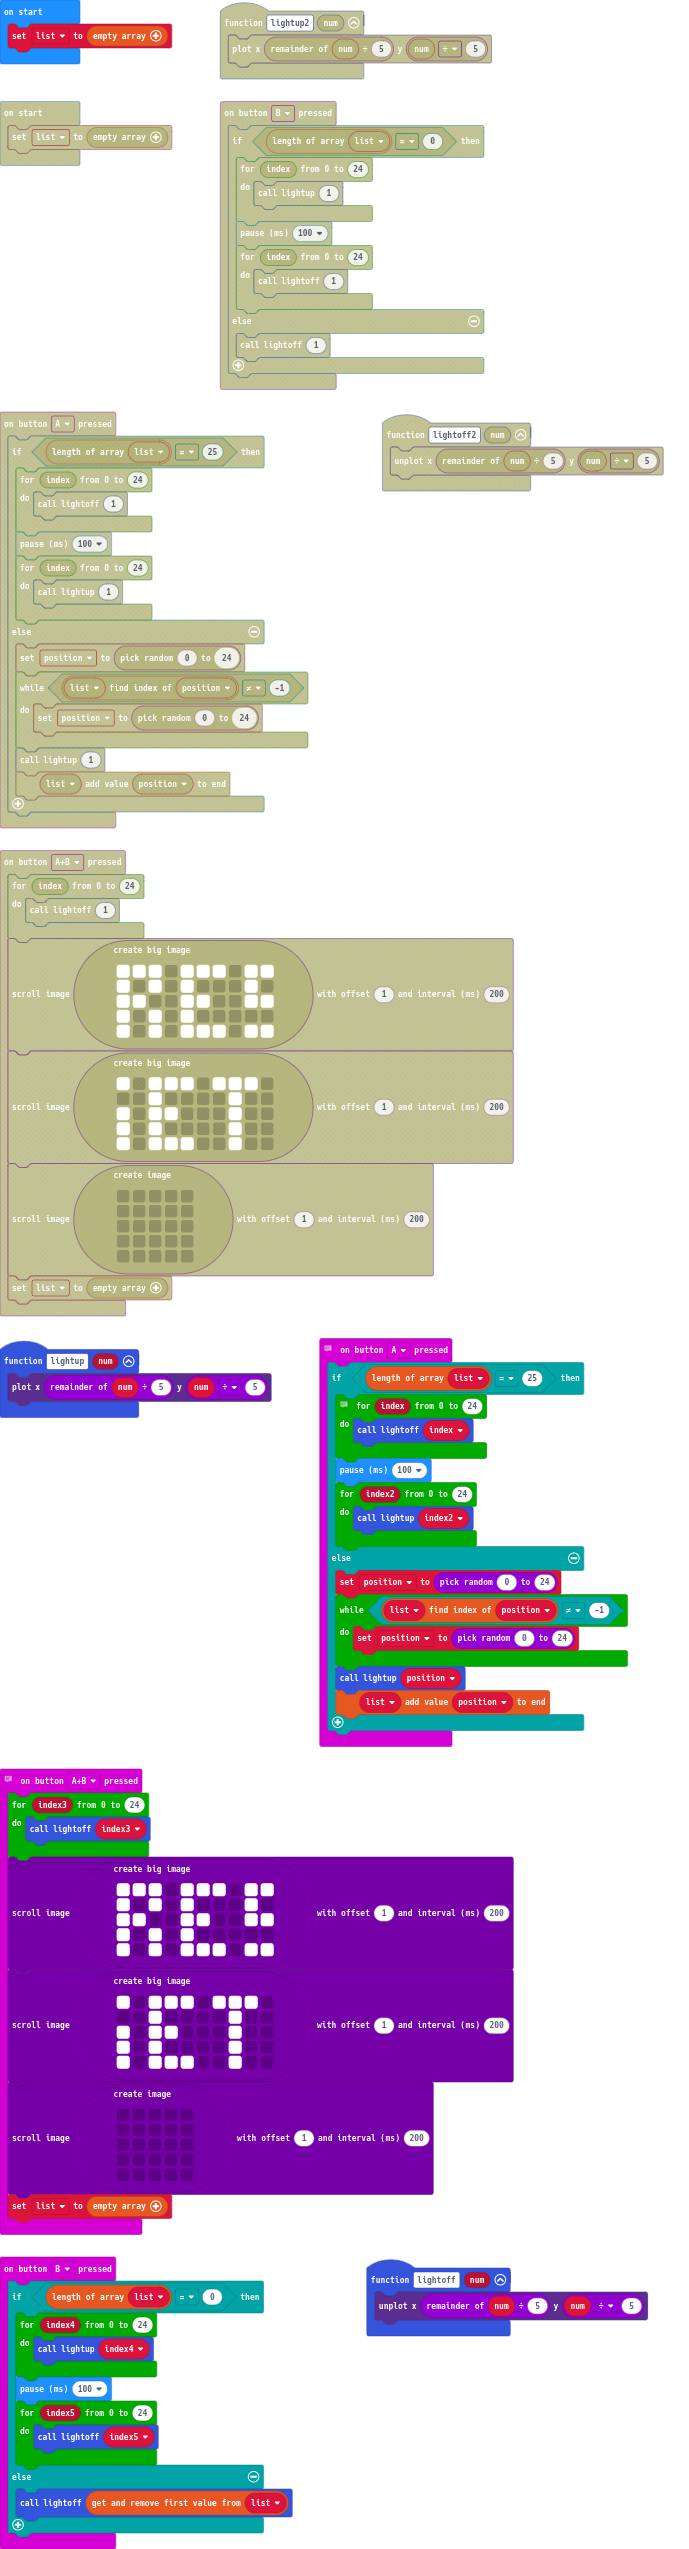 on start
set list to empty array
function lightup2 num
plot x remainder of num ÷ 5 y num ÷ 5
on start
set list to empty array
on button B pressed
if length of array list = 0 then
for index from 0 to 24
do call lightup 1
pause (ms) 100
for index from 0 to 24
do call lightoff 1
else
call lightoff 1
on button A pressed
if length of array list = 25 then
for index from 0 to 24
do call lightoff 1
pause (ms) 100
for index from 0 to 24
do call lightup 1
else
set position to pick random 0 to 24
while list find index of position ≠ -1
do set position to pick random 0 to 24
call lightup 1
list add value position to end
function lightoff2 num
unplot x remainder of num ÷ 5 y num ÷ 5
on button A+B pressed
for index from 0 to 24
do call lightoff 1
create big image
scroll image with offset 1 and interval (ms) 200
create big image
scroll image with offset 1 and interval (ms) 200
create image
scroll image with offset 1 and interval (ms) 200
set list to empty array
function lightup num
plot x remainder of num ÷ 5 y num ÷ 5
on button A pressed
if length of array list = 25 then
for index from 0 to 24
do call lightoff index
pause (ms) 100
for index2 from 0 to 24
do call lightup index2
else
set position to pick random 0 to 24
while list find index of position ≠ -1
do set position to pick random 0 to 24
call lightup position
list add value position to end
on button A+B pressed
for index3 from 0 to 24
do call lightoff index3
create big image
scroll image with offset 1 and interval (ms) 200
create big image
scroll image with offset 1 and interval (ms) 200
create image
scroll image with offset 1 and interval (ms) 200
set list to empty array
on button B pressed
if length of array list = 0 then
for index4 from 0 to 24
do call lightup index4
pause (ms) 100
for index5 from 0 to 24
do call lightoff index5
else
call lightoff get and remove first value from list
function lightoff num
unplot x remainder of num ÷ 5 y num ÷ 5